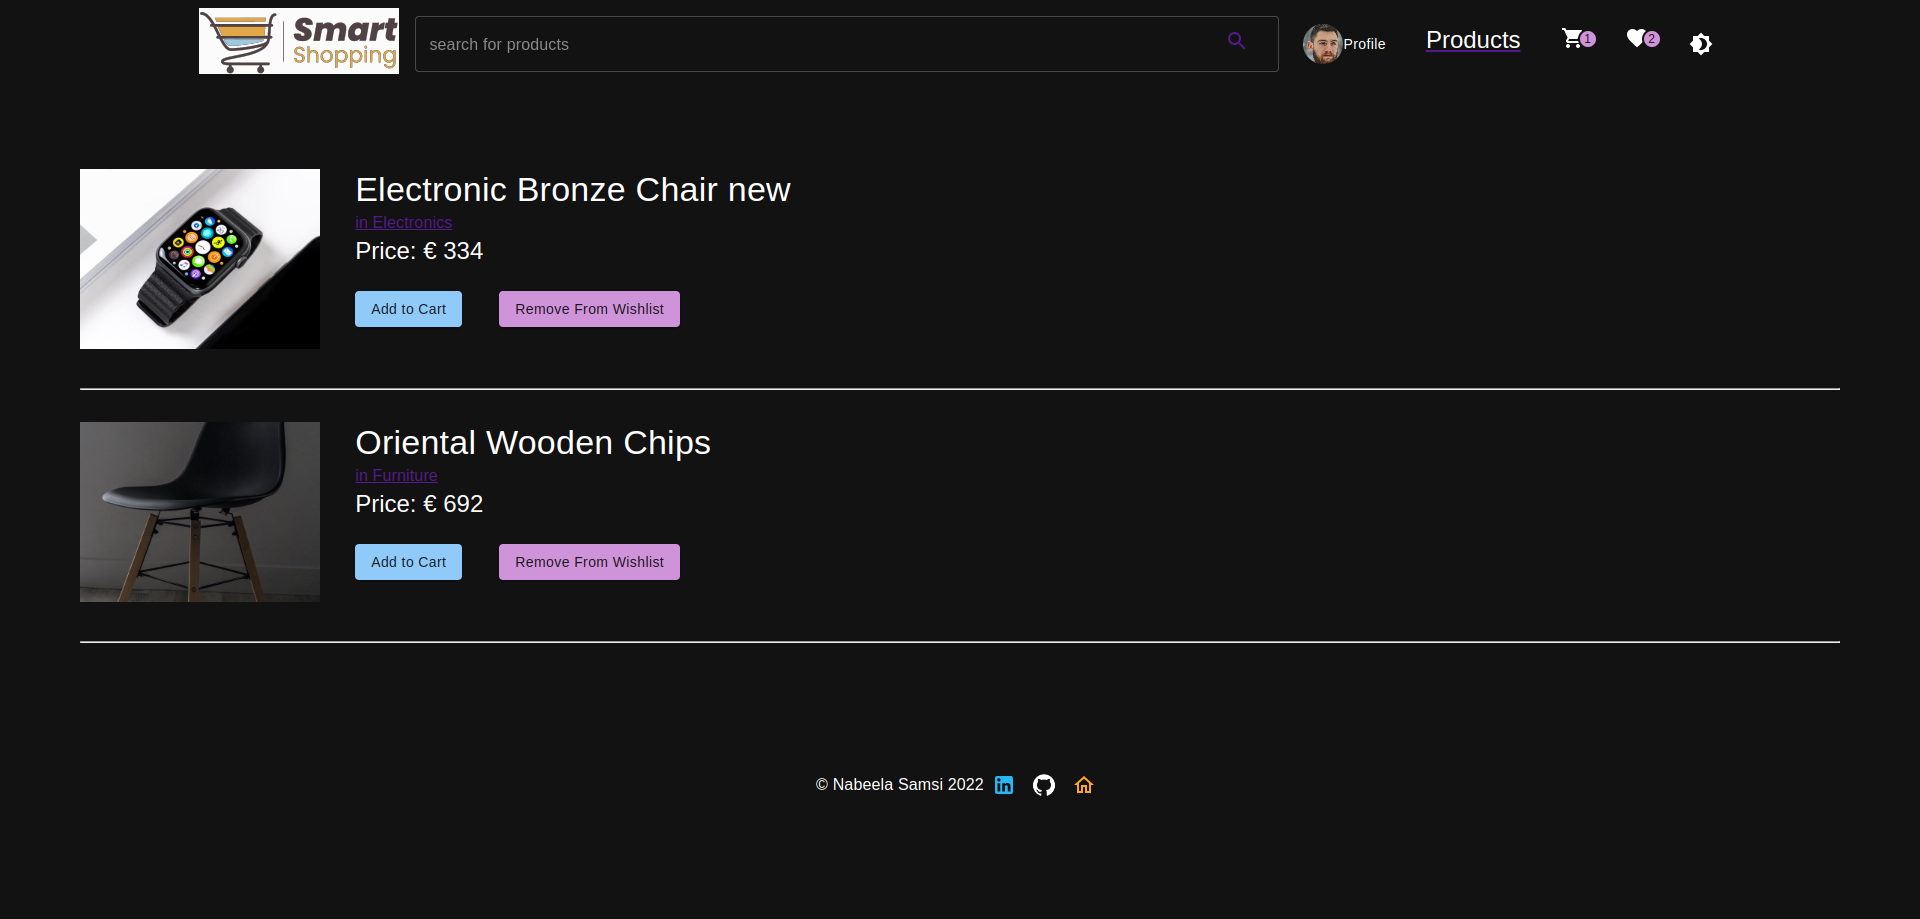 Smart
Shopping
search for products
Profile
Products
1
2
Electronic Bronze Chair new
in Electronics
Price: € 334
Add to Cart
Remove From Wishlist
Oriental Wooden Chips
in Furniture
Price: € 692
Add to Cart
Remove From Wishlist
© Nabeela Samsi 2022